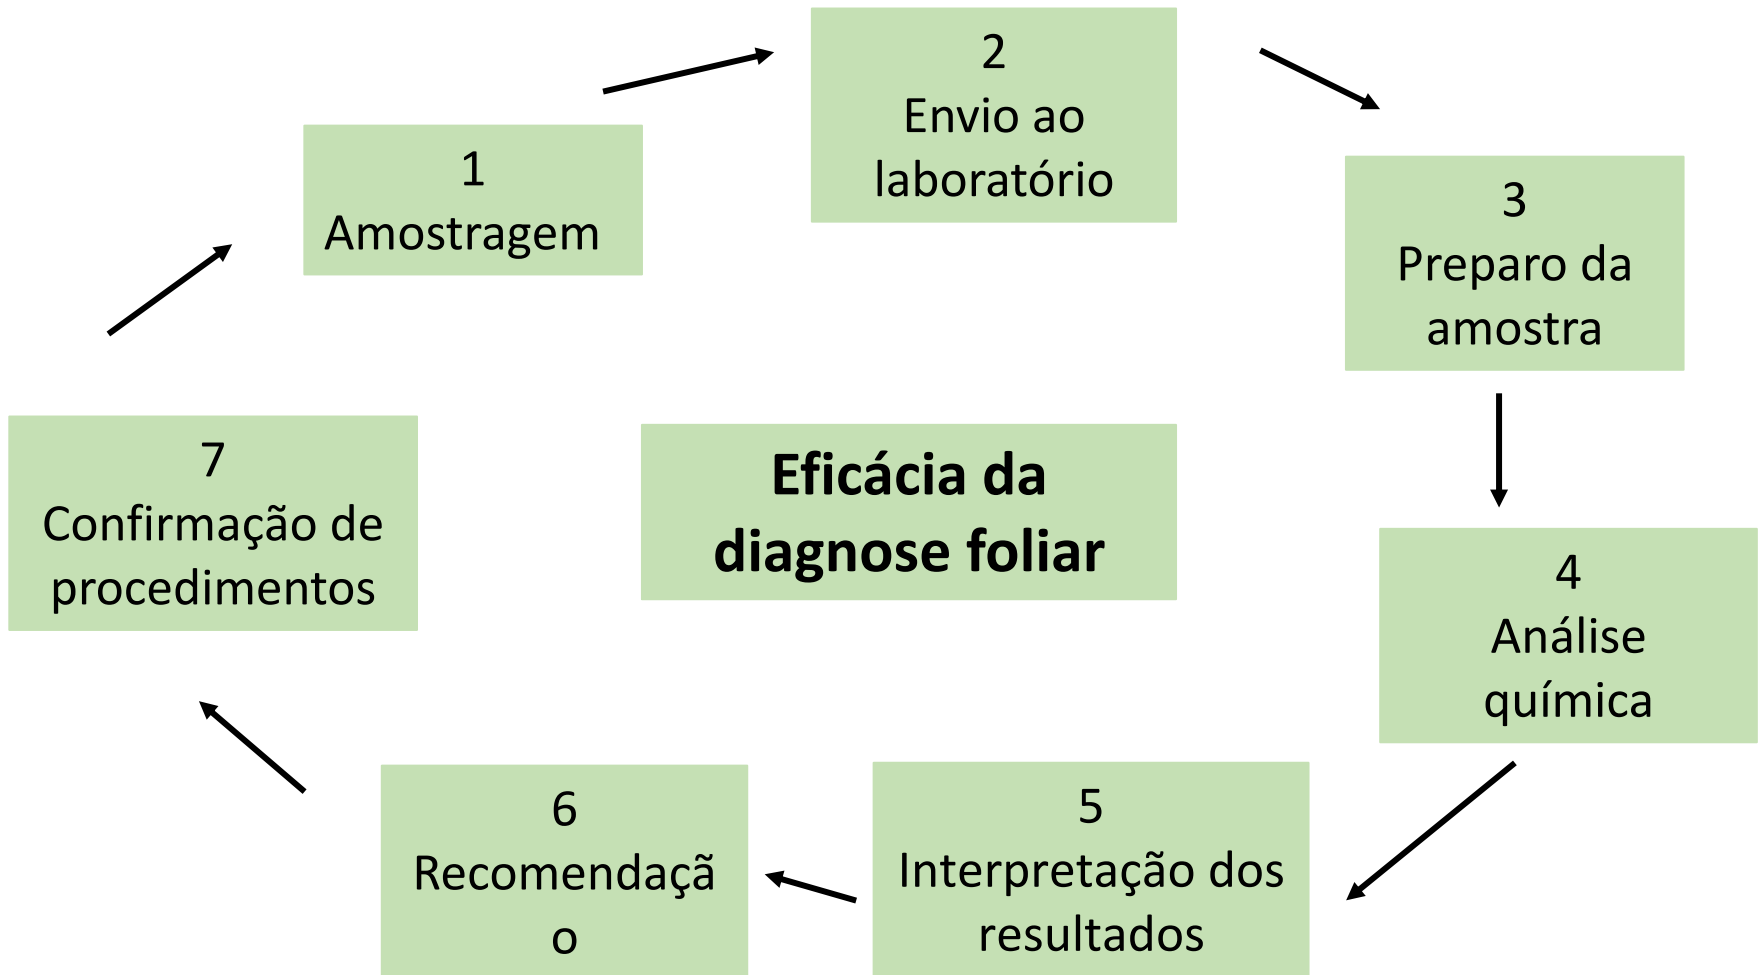 1
Amostragem
2
Envio ao
laboratório
3
Preparo da
amostra
4
Análise
química
5
Interpretação dos
resultados
6
Recomendaçã
o
7
Confirmação de
procedimentos
Eficácia da
diagnose foliar